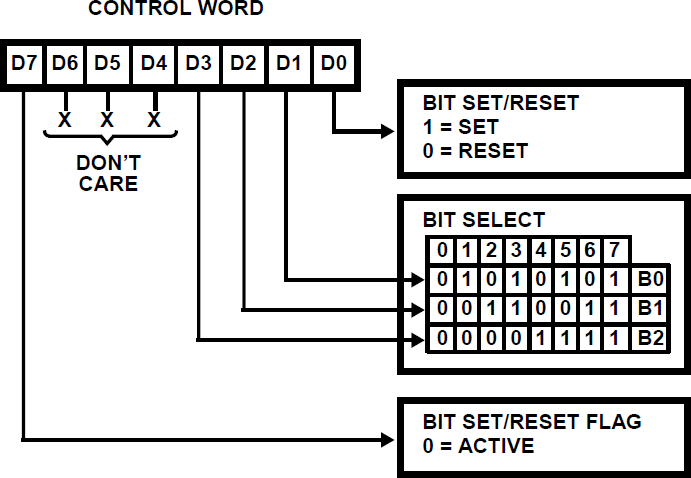 CONTROL WORD
D7 D6 D5 D4 D3 D2 D1 D0
X X X
DON'T
CARE
BIT SET/RESET
1 = SET
0 = RESET
BIT SELECT
0 1 2 3 4 5 6 7
0 1 0 1 0 1 0 1 B0
0 0 1 1 0 0 1 1 B1
0 0 0 0 1 1 1 1 B2
BIT SET/RESET FLAG
0 = ACTIVE